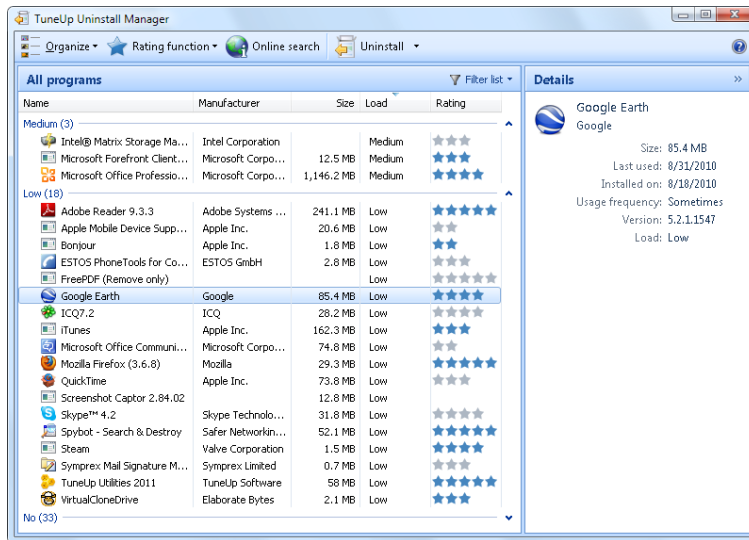 TuneUp Uninstall Manager
Organize Rating function Online search Uninstall
All programs Filter list
Name Manufacturer Size Load Rating
Medium (3)
Intel® Matrix Storage Ma... Intel Corporation Medium
Microsoft Forefront Client... Microsoft Corpo... 12.5 MB Medium
Microsoft Office Professio... Microsoft Corpo... 1,146.2 MB Medium
Low (18)
Adobe Reader 9.3.3 Adobe Systems ... 241.1 MB Low
Apple Mobile Device Supp... Apple Inc. 20.6 MB Low
Bonjour Apple Inc. 1.8 MB Low
ESTOS PhoneTools for Co... ESTOS GmbH 2.8 MB Low
FreePDF (Remove only) Low
Google Earth Google 85.4 MB Low
ICQ7.2 ICQ 28.2 MB Low
iTunes Apple Inc. 162.3 MB Low
Microsoft Office Communi... Microsoft Corpo... 74.8 MB Low
Mozilla Firefox (3.6.8) Mozilla 29.3 MB Low
QuickTime Apple Inc. 73.8 MB Low
Screenshot Captor 2.84.02 12.8 MB Low
Skype™ 4.2 Skype Technolo... 31.8 MB Low
Spybot - Search & Destroy Safer Networkin... 52.1 MB Low
Steam Valve Corporation 1.5 MB Low
Symprex Mail Signature M... Symprex Limited 0.7 MB Low
TuneUp Utilities 2011 TuneUp Software 58 MB Low
VirtualCloneDrive Elaborate Bytes 2.1 MB Low
No (33)
Details
Google Earth
Google
Size: 85.4 MB
Last used: 8/31/2010
Installed on: 8/18/2010
Usage frequency: Sometimes
Version: 5.2.1.1547
Load: Low